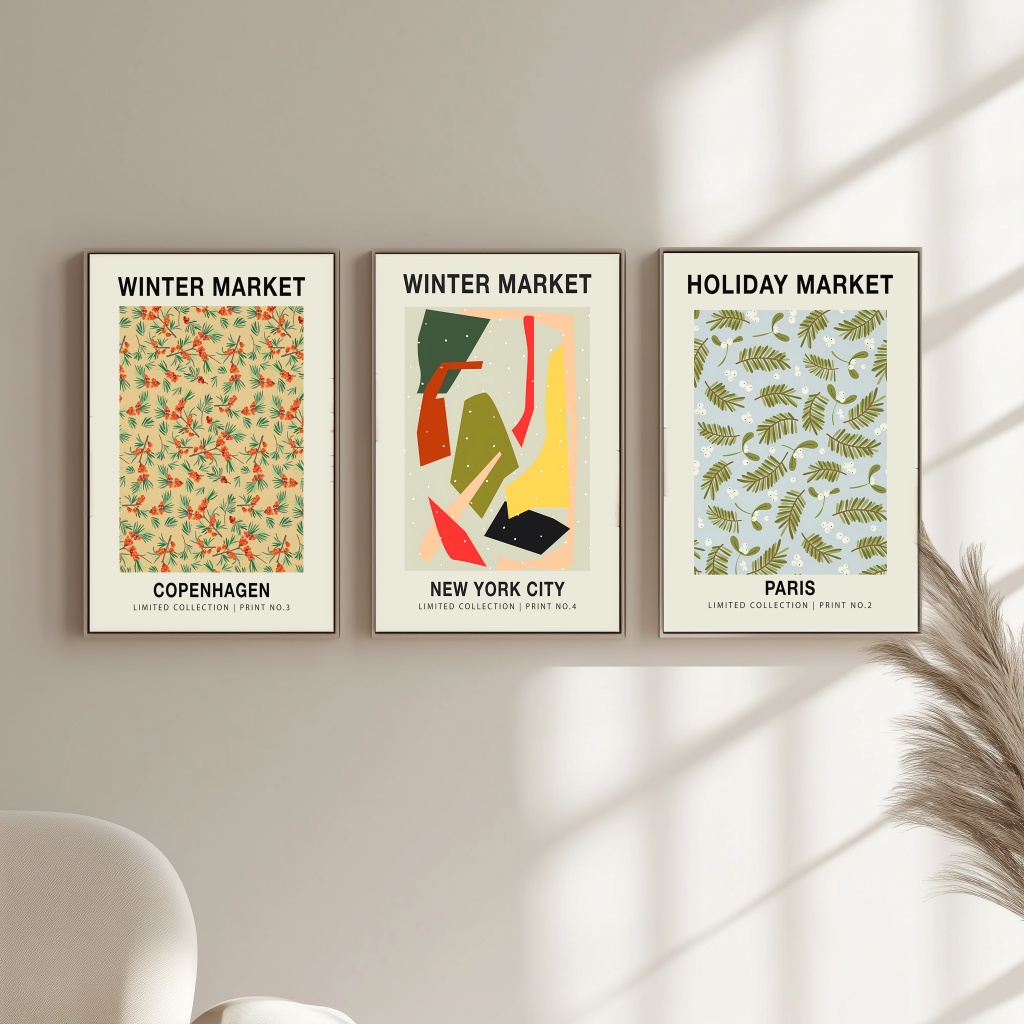 WINTER MARKET
COPENHAGEN
LIMITED COLLECTION | PRINT NO.3
WINTER MARKET
NEW YORK CITY
LIMITED COLLECTION | PRINT NO.4
HOLIDAY MARKET
PARIS
LIMITED COLLECTION | PRINT NO.2